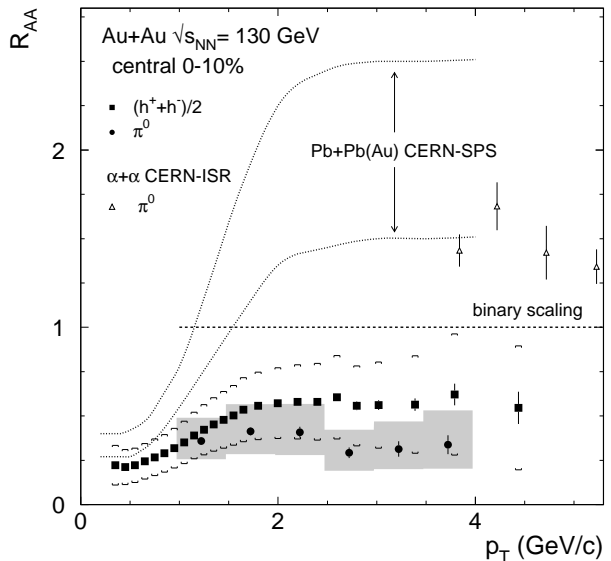 R_AA
Au+Au √s_NN= 130 GeV
central 0-10%
(h⁺+h⁻)/2
π⁰
α+α CERN-ISR
π⁰
Pb+Pb(Au) CERN-SPS
binary scaling
2
1
0
0
2
4
p_T (GeV/c)